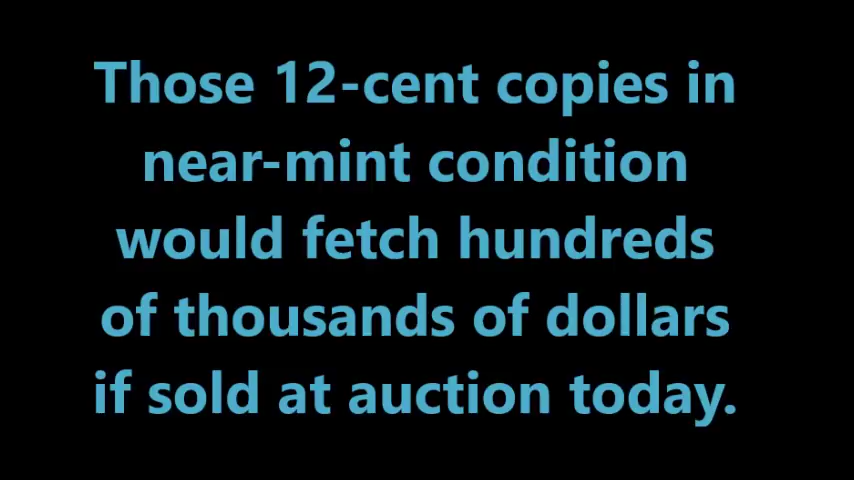 Those 12-cent copies in
near-mint condition
would fetch hundreds
of thousands of dollars
if sold at auction today.